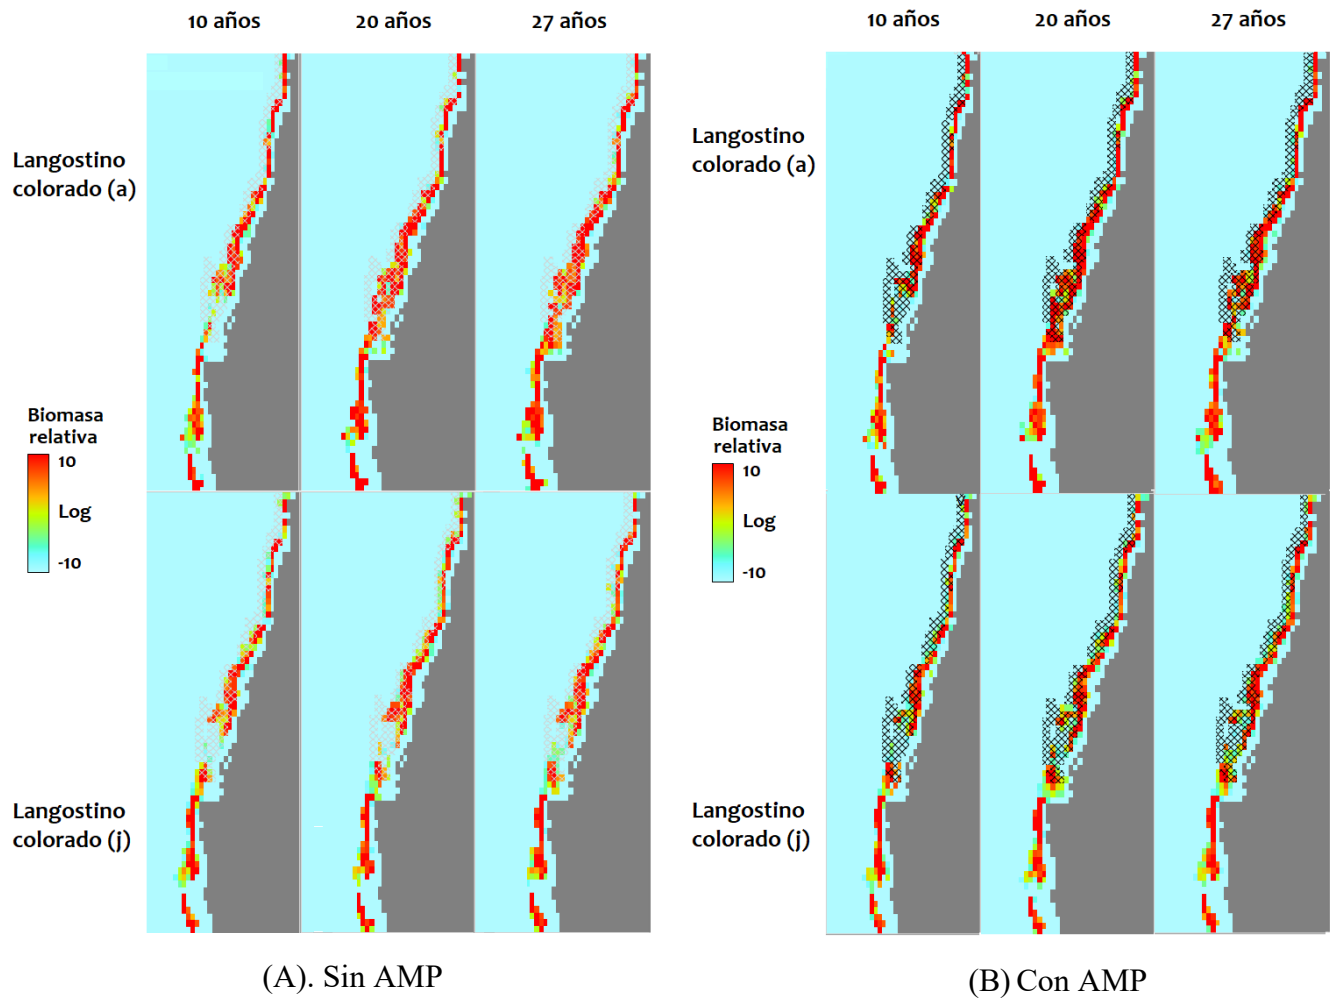 10 años
20 años
27 años
Langostino
colorado (a)
Biomasa
relativa
10
Log
-10
Langostino
colorado (j)
(A). Sin AMP
10 años
20 años
27 años
Langostino
colorado (a)
Biomasa
relativa
10
Log
-10
Langostino
colorado (j)
(B) Con AMP